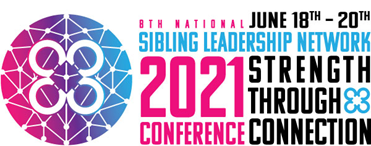 8TH NATIONAL
JUNE 18TH – 20TH
SIBLING LEADERSHIP NETWORK
2021
CONFERENCE
STRENGTH
THROUGH
CONNECTION